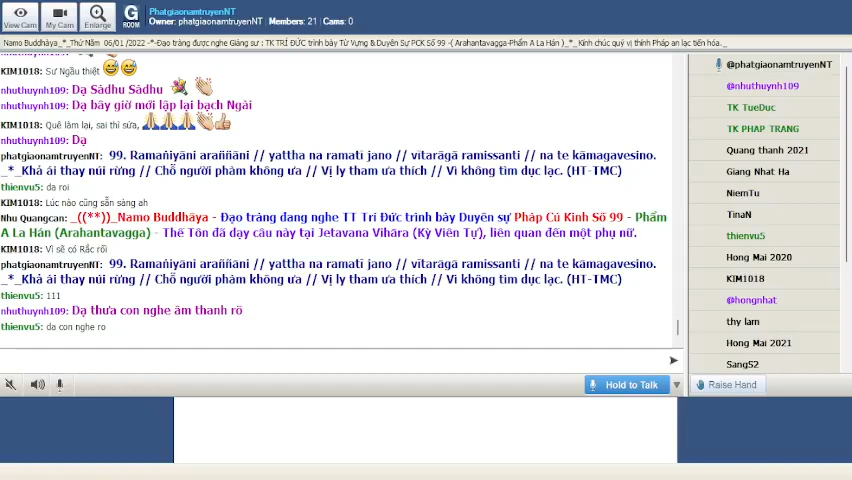 View Cam
My Cam
Enlarge
G
ROOM
PhatgiaonamtruyenNT
Owner: phatgiaonamtruyenNT Members: 21 Cams: 0
Namo Buddhàya_*_Thứ Năm 06/01/2022 -*-Đạo tràng được nghe Giảng sư : TK TRÍ ĐỨC trình bày Từ Vựng & Duyên Sự PCK Số 99 -( Arahantavagga-Phẩm A La Hán )_*_ Kính chúc quý vị thính Pháp an lạc tiến hóa._
KIM1018: Sư Ngầu thiệt
nhuthuynh109: Dạ Sàdhu Sàdhu
nhuthuynh109: Dạ bây giờ mới lập lại bạch Ngài
KIM1018: Quê làm lại, sai thì sửa,
nhuthuynh109: Dạ
phatgiaonamtruyenNT: 99. Ramaṅiyāni araññāni // yattha na ramatī jano // vītarāgā ramissanti // na te kāmagavesino.
_*_Khả ái thay núi rừng // Chỗ người phàm không ưa // Vị ly tham ưa thích // Vì không tìm dục lạc. (HT-TMC)
thienvu5: da roi
KIM1018: Lúc nào cũng sẵn sàng ah
Nhu Quangcan: _((**))_Namo Buddhāya - Đạo tràng đang nghe TT Trí Đức trình bày Duyên sự Pháp Cú Kinh Số 99 - Phẩm
A La Hán (Arahantavagga) - Thế Tôn đã dạy câu này tại Jetavana Vihāra (Kỳ Viên Tự), liên quan đến một phụ nữ.
KIM1018: Vì sẽ có Rắc rối
phatgiaonamtruyenNT: 99. Ramaṅiyāni araññāni // yattha na ramatī jano // vītarāgā ramissanti // na te kāmagavesino.
_*_Khả ái thay núi rừng // Chỗ người phàm không ưa // Vị ly tham ưa thích // Vì không tìm dục lạc. (HT-TMC)
thienvu5: 111
nhuthuynh109: Dạ thưa con nghe âm thanh rõ
thienvu5: da con nghe ro
@phatgiaonamtruyenNT
@nhuthuynh109
TK TueDuc
TK PHAP TRANG
Quang thanh 2021
Giang Nhat Ha
NiemTu
TinaN
thienvu5
Hong Mai 2020
KIM1018
@hongnhat
thy lam
Hong Mai 2021
SangS2
Hold to Talk
Raise Hand